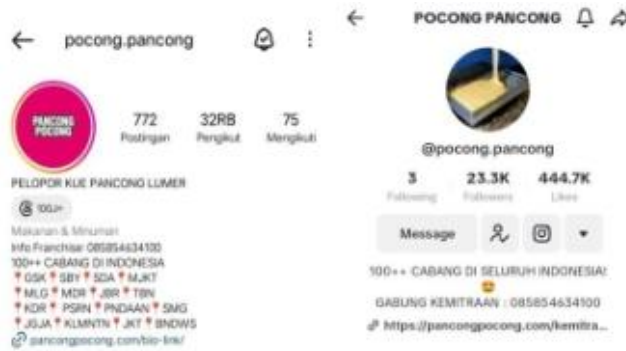 pocong.pancong
PANCONG
POCONG
772
32RB
75
Postingan
Pengikut
Mengikuti
PELOPOR KUE PANCONG LUMER
Makanan & Minuman
Info Franchise 085854634100
100++ CABANG DI INDONESIA
GSK SBY SDA MJKT
MLG MDR JBR TBN
KDR PSRN PNDAAN SMG
JGJA KLMNTN JKT BNDWS
pancongpocong.com/bio-link/
POCONG PANCONG
@pocong.pancong
3
23.3K
444.7K
Following
Followers
Likes
Message
100++ CABANG DI SELURUH INDONESIA!
GABUNG KEMITRAAN : 085854634100
https://pancongpocong.com/kemitra...